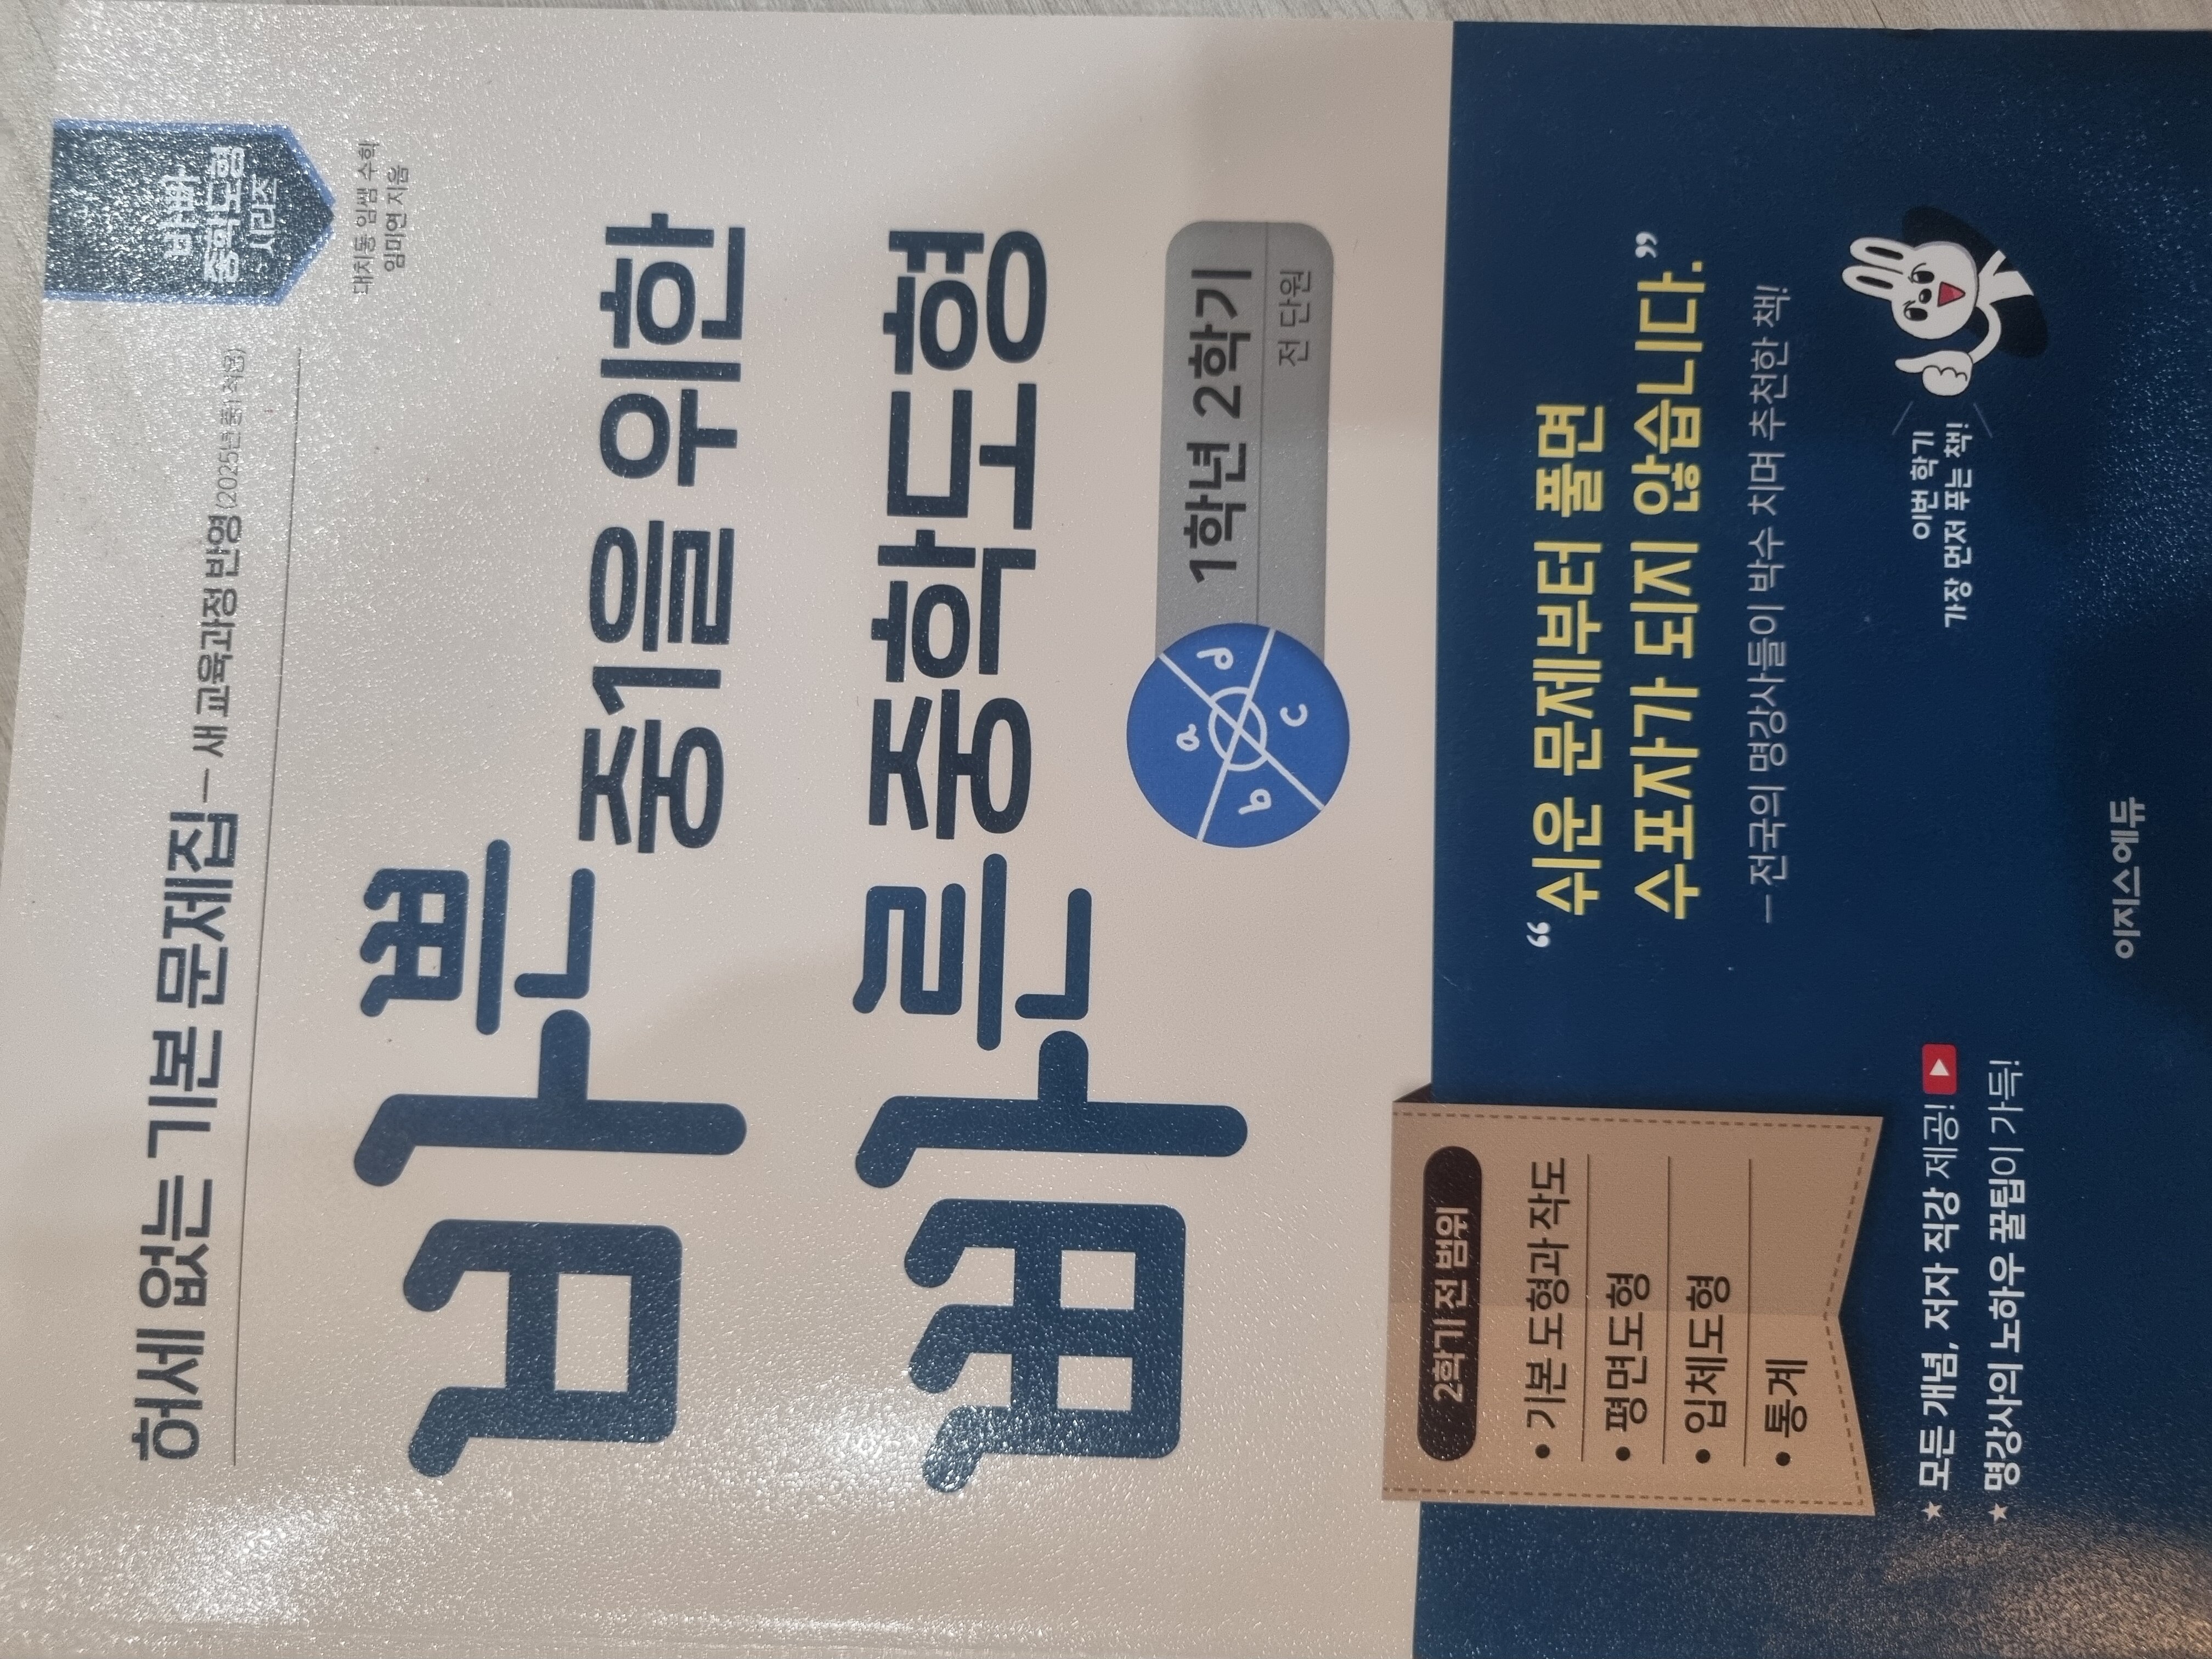 허세 없는 기본 문제집 — 새 교육과정 반영(2025년 중1 적용)
바빠
중학도형
시리즈
대치동 임쌤 수학
임미연 지음
바쁜 중1을 위한
빠른 중학도형
a
b
c
d
1학년 2학기
전 단원
2학기 전 범위
• 기본 도형과 작도
• 평면도형
• 입체도형
• 통계
“쉬운 문제부터 풀면
수포자가 되지 않습니다.”
— 전국의 명강사들이 박수 치며 추천한 책!
★ 모든 개념, 저자 직강 제공!
★ 명강사의 노하우 꿀팁이 가득!
이번 학기
가장 먼저 푸는 책!
이지스에듀